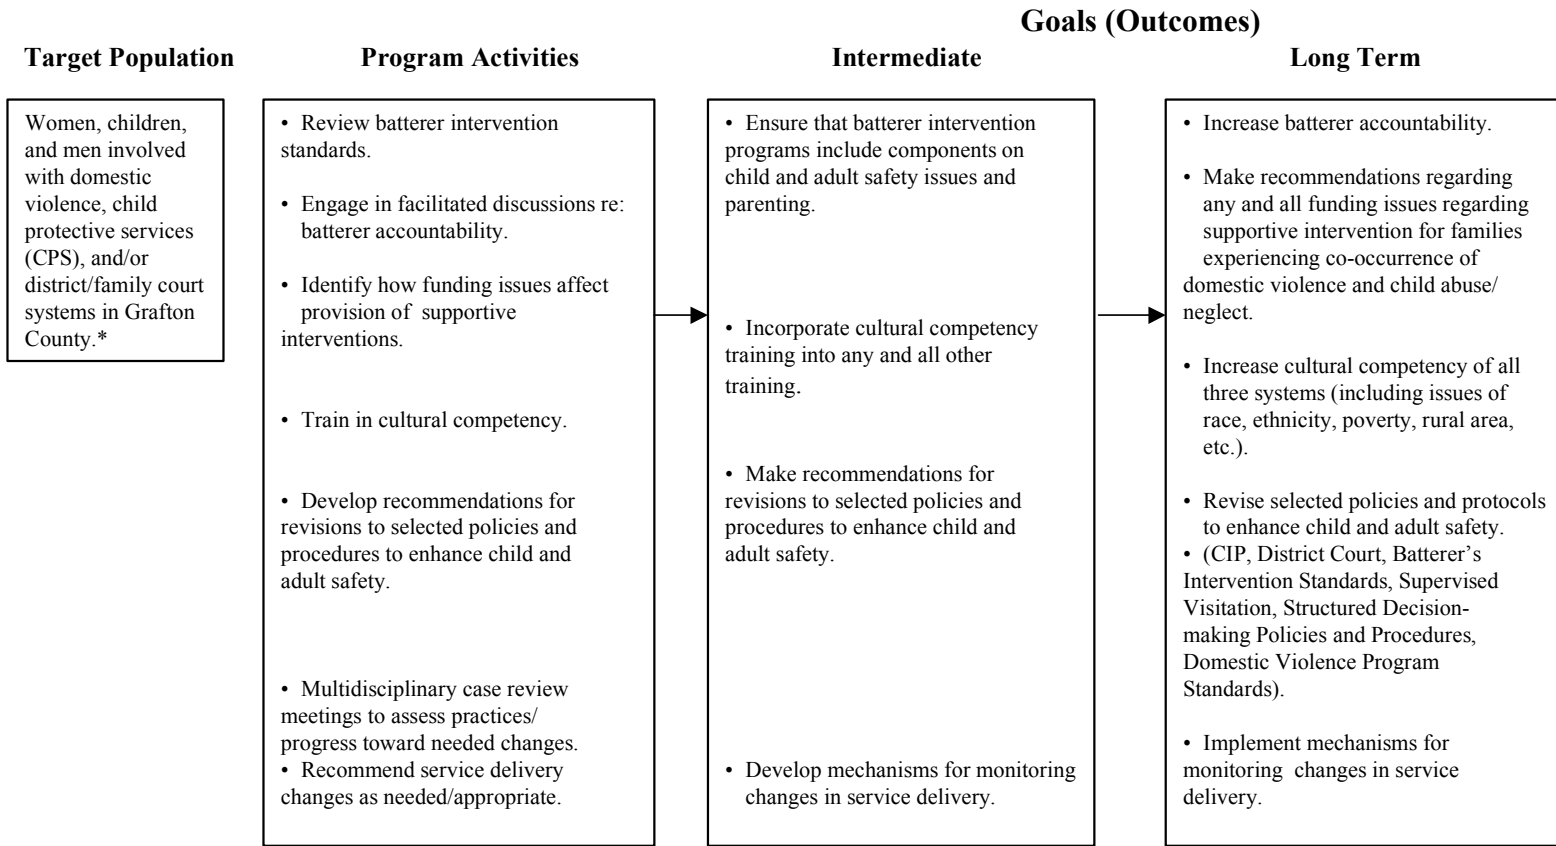 Goals (Outcomes)
Target Population
Program Activities
Intermediate
Long Term
Women, children,
and men involved
with domestic
violence, child
protective services
(CPS), and/or
district/family court
systems in Grafton
County.*
• Review batterer intervention
standards.
• Engage in facilitated discussions re:
batterer accountability.
• Identify how funding issues affect
provision of supportive
interventions.
• Train in cultural competency.
• Develop recommendations for
revisions to selected policies and
procedures to enhance child and
adult safety.
• Multidisciplinary case review
meetings to assess practices/
progress toward needed changes.
• Recommend service delivery
changes as needed/appropriate.
• Ensure that batterer intervention
programs include components on
child and adult safety issues and
parenting.
• Incorporate cultural competency
training into any and all other
training.
• Make recommendations for
revisions to selected policies and
procedures to enhance child and
adult safety.
• Develop mechanisms for monitoring
changes in service delivery.
• Increase batterer accountability.
• Make recommendations regarding
any and all funding issues regarding
supportive intervention for families
experiencing co-occurrence of
domestic violence and child abuse/
neglect.
• Increase cultural competency of all
three systems (including issues of
race, ethnicity, poverty, rural area,
etc.).
• Revise selected policies and protocols
to enhance child and adult safety.
• (CIP, District Court, Batterer’s
Intervention Standards, Supervised
Visitation, Structured Decision-
making Policies and Procedures,
Domestic Violence Program
Standards).
• Implement mechanisms for
monitoring changes in service
delivery.